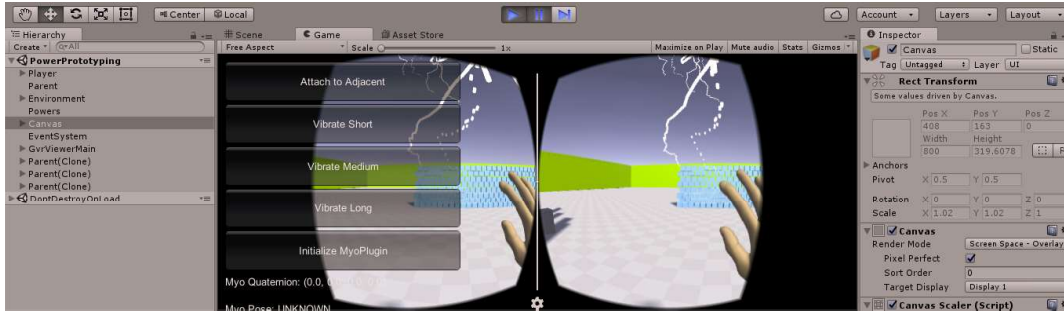 Center Local
Account Layers Layout
Hierarchy
Create All
PowerPrototyping
Player
Parent
Environment
Powers
Canvas
EventSystem
GvrViewerMain
Parent(Clone)
Parent(Clone)
Parent(Clone)
DontDestroyOnLoad
Scene Game Asset Store
Free Aspect Scale 1x Maximize on Play Mute audio Stats Gizmos
Attach to Adjacent
Vibrate Short
Vibrate Medium
Vibrate Long
Initialize MyoPlugin
Myo Quaternion: (0.0,
Myo Pose: UNKNOWN
Inspector
Canvas Static
Tag Untagged Layer UI
Rect Transform
Some values driven by Canvas.
Pos X Pos Y Pos Z
408 163 0
Width Height
800 319.6078
Anchors
Pivot X 0.5 Y 0.5
Rotation X 0 Y 0 Z 0
Scale X 1.02 Y 1.02 Z 1
Canvas
Render Mode Screen Space - Overlay
Pixel Perfect
Sort Order 0
Target Display Display 1
Canvas Scaler (Script)